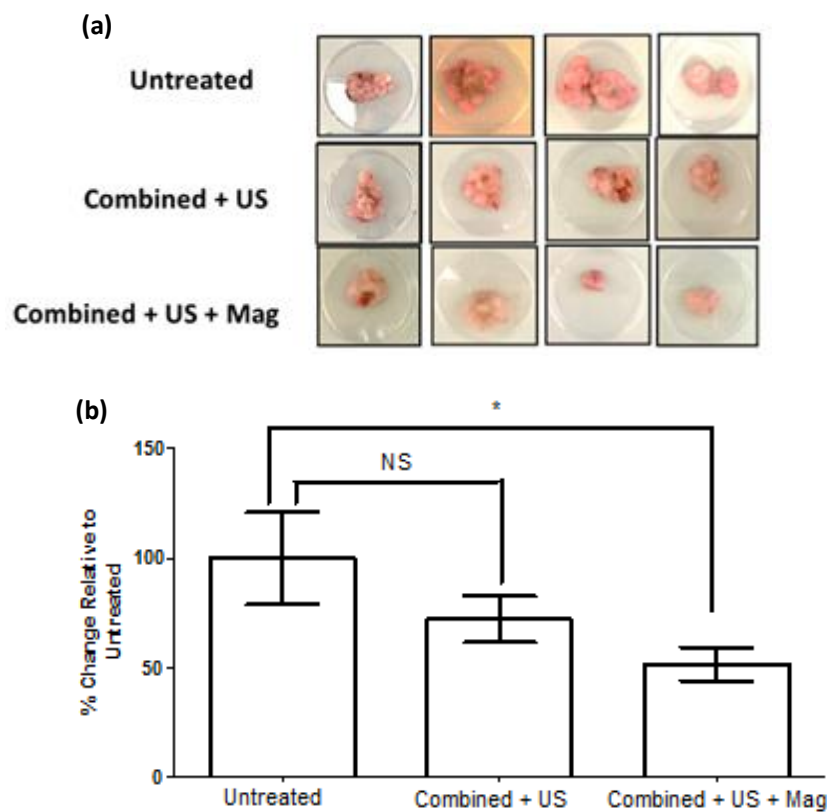 (a)
Untreated
Combined + US
Combined + US + Mag
(b)
*
NS
150
100
50
0
% Change Relative to
Untreated
Untreated
Combined + US
Combined + US + Mag